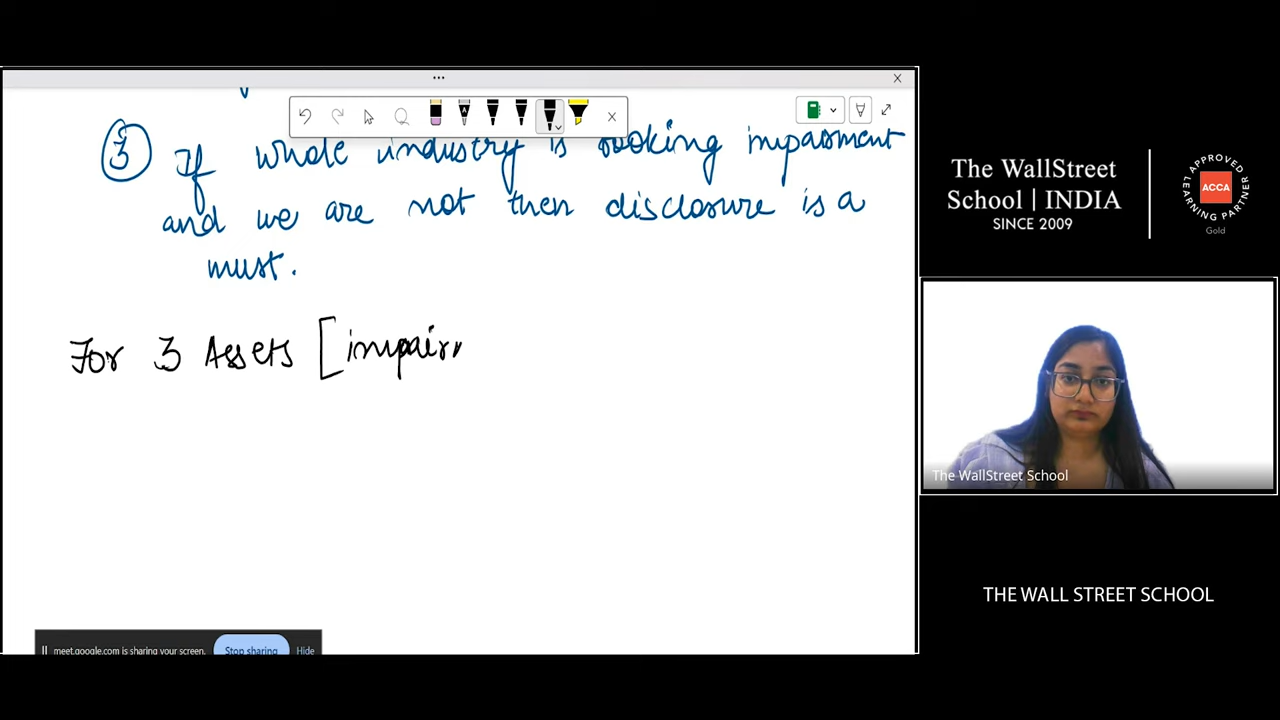 ③ If whole industry is booking impairment
and we are not then disclosure is a
must.
For 3 Assets [impair
meet.google.com is sharing your screen.
Stop sharing
Hide
The WallStreet
School | INDIA
SINCE 2009
APPROVED
LEARNING PARTNER
ACCA
Gold
The WallStreet School
THE WALL STREET SCHOOL